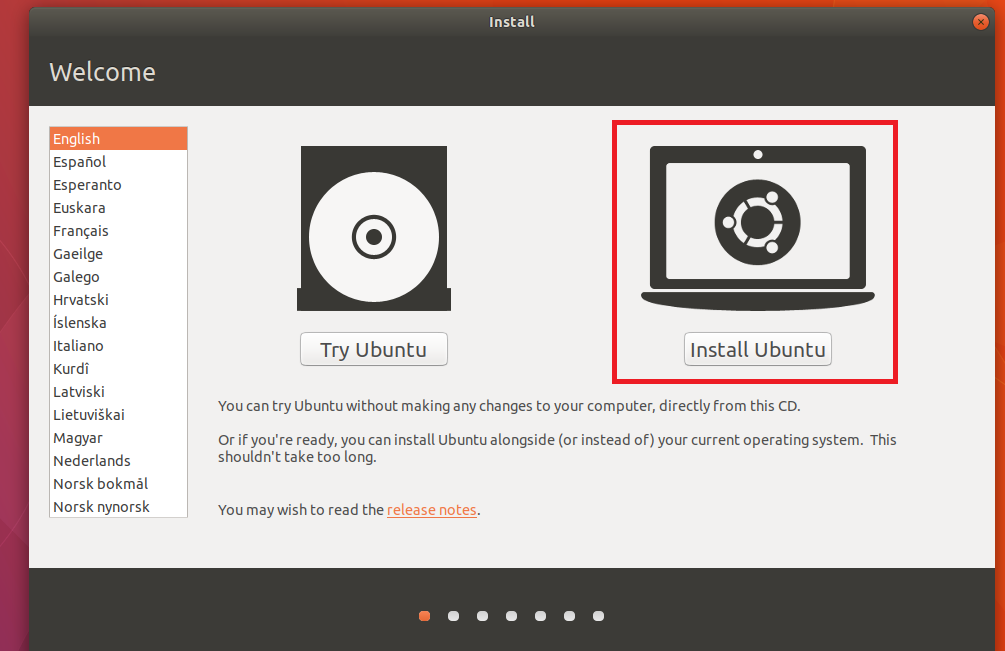 Install
Welcome
English
Español
Esperanto
Euskara
Français
Gaeilge
Galego
Hrvatski
Íslenska
Italiano
Kurdî
Latviski
Lietuviškai
Magyar
Nederlands
Norsk bokmål
Norsk nynorsk
Try Ubuntu
Install Ubuntu
You can try Ubuntu without making any changes to your computer, directly from this CD.
Or if you're ready, you can install Ubuntu alongside (or instead of) your current operating system. This
shouldn't take too long.
You may wish to read the release notes.